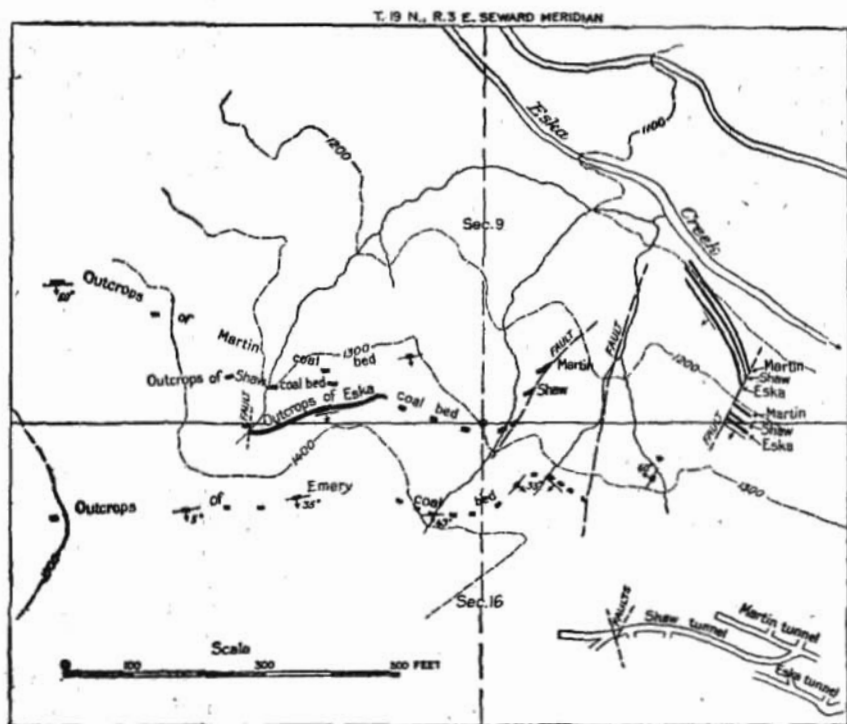 T. 19 N., R. 3 E. SEWARD MERIDIAN
Eska
Creek
1100
1200
Sec. 9
Outcrops of
Martin
coal bed
1300
Outcrops of Shaw coal bed
Outcrops of Eska coal bed
FAULT
FAULT
Martin
Shaw
FAULT
1200
Martin
Shaw
Eska
Martin
Shaw
Eska
FAULT
1400
1300
Outcrops of Emery coal bed
35°
Sec. 16
FAULTS
Shaw tunnel
Martin tunnel
Eska tunnel
Scala
0 100 300 500 FEET